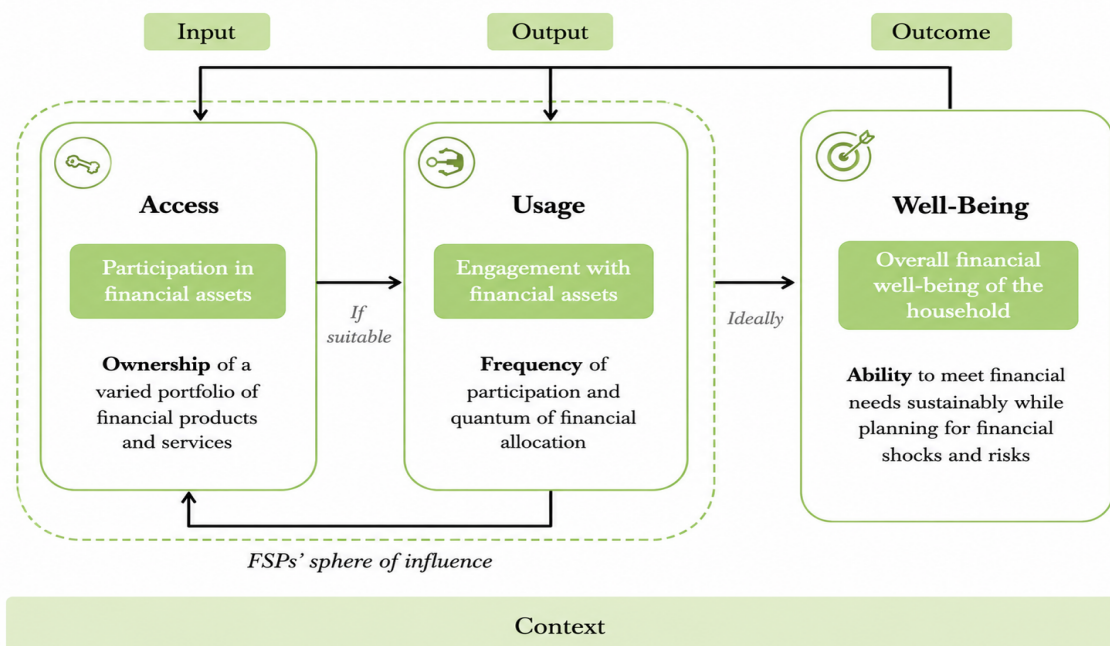 Input
Output
Outcome
Access
Participation in
financial assets
Ownership of a
varied portfolio of
financial products
and services
If
suitable
Usage
Engagement with
financial assets
Frequency of
participation and
quantum of financial
allocation
Ideally
Well-Being
Overall financial
well-being of the
household
Ability to meet financial
needs sustainably while
planning for financial
shocks and risks
FSPs’ sphere of influence
Context